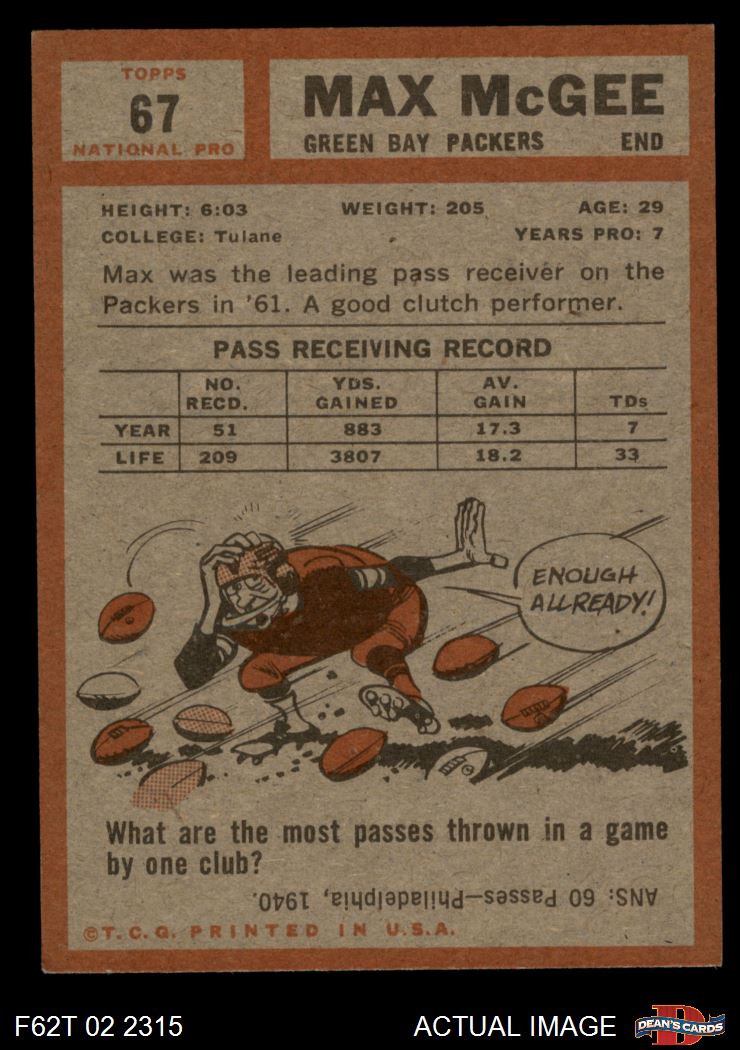 TOPPS
67
NATIONAL PRO
MAX McGEE
GREEN BAY PACKERS END
HEIGHT: 6:03 WEIGHT: 205 AGE: 29
COLLEGE: Tulane YEARS PRO: 7
Max was the leading pass receiver on the
Packers in '61. A good clutch performer.
PASS RECEIVING RECORD
NO. RECD. YDS. GAINED AV. GAIN TDs
YEAR 51 883 17.3 7
LIFE 209 3807 18.2 33
ENOUGH
ALLREADY!
What are the most passes thrown in a game
by one club?
ANS: 60 Passes—Philadelphia, 1940.
©T.C.G. PRINTED IN U.S.A.
F62T 02 2315 ACTUAL IMAGE DEAN'S CARDS